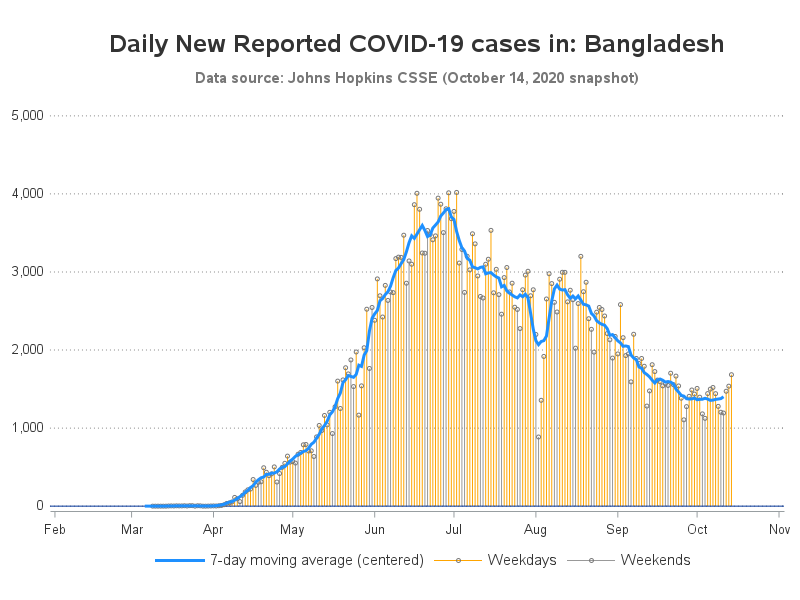 Daily New Reported COVID-19 cases in: Bangladesh
Data source: Johns Hopkins CSSE (October 14, 2020 snapshot)
5,000
4,000
3,000
2,000
1,000
0
Feb Mar Apr May Jun Jul Aug Sep Oct Nov
7-day moving average (centered) Weekdays Weekends